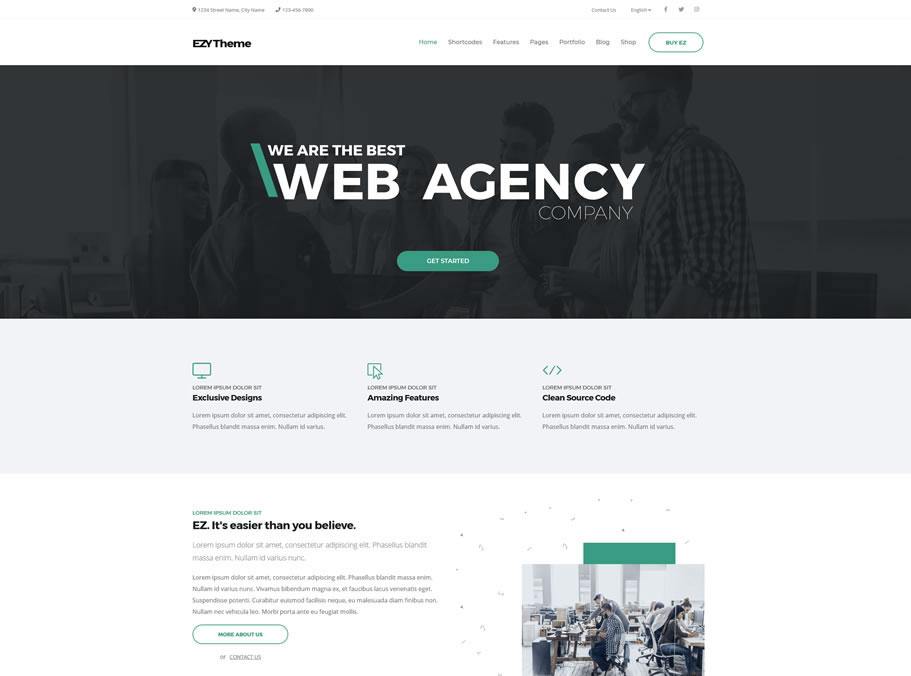 1234 Street Name, City Name 123-456-7890 Contact Us English
EZY Theme Home Shortcodes Features Pages Portfolio Blog Shop BUY EZ
WE ARE THE BEST
WEB AGENCY
COMPANY
GET STARTED
LOREM IPSUM DOLOR SIT
Exclusive Designs
Lorem ipsum dolor sit amet, consectetur adipiscing elit.
Phasellus blandit massa enim. Nullam id varius.
LOREM IPSUM DOLOR SIT
Amazing Features
Lorem ipsum dolor sit amet, consectetur adipiscing elit.
Phasellus blandit massa enim. Nullam id varius.
LOREM IPSUM DOLOR SIT
Clean Source Code
Lorem ipsum dolor sit amet, consectetur adipiscing elit.
Phasellus blandit massa enim. Nullam id varius.
LOREM IPSUM DOLOR SIT
EZ. It's easier than you believe.
Lorem ipsum dolor sit amet, consectetur adipiscing elit. Phasellus blandit
massa enim. Nullam id varius nunc.
Lorem ipsum dolor sit amet, consectetur adipiscing elit. Phasellus blandit massa enim.
Nullam id varius nunc. Vivamus bibendum magna ex, et faucibus lacus venenatis eget.
Suspendisse potenti. Curabitur euismod facilisis neque, eu malesuada diam finibus non.
Nullam nec vehicula leo. Morbi porta ante eu feugiat mollis.
MORE ABOUT US
or CONTACT US